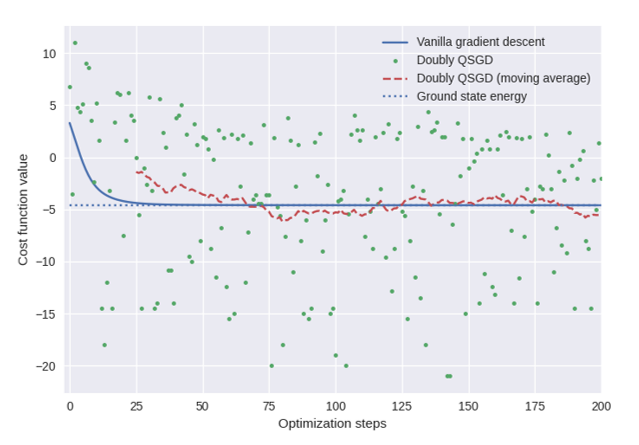 Vanilla gradient descent
Doubly QSGD
Doubly QSGD (moving average)
Ground state energy
Cost function value
10
5
0
−5
−10
−15
−20
0 25 50 75 100 125 150 175 200
Optimization steps